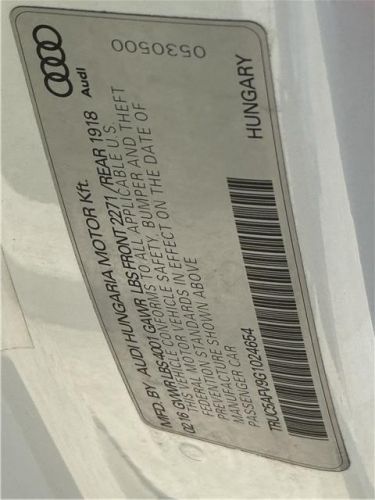 Audi
0530500
MFD. BY AUDI HUNGARIA MOTOR Kft.
02 16 GVWR LBS 4001 GAWR LBS FRONT 2271 / REAR 1918
THIS VEHICLE CONFORMS TO ALL APPLICABLE U.S.
FEDERAL MOTOR VEHICLE SAFETY, BUMPER AND THEFT
PREVENTION STANDARDS IN EFFECT ON THE DATE OF
MANUFACTURE SHOWN ABOVE
PASSENGER CAR
HUNGARY
TRUC5AFV9G1024654